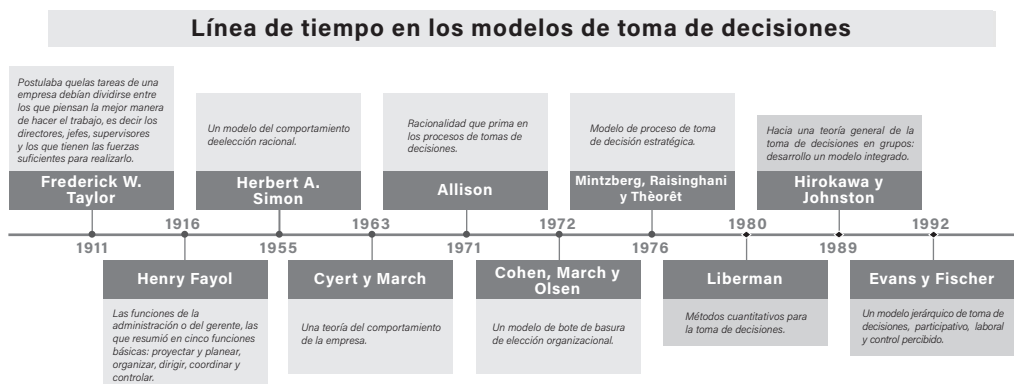 Línea de tiempo en los modelos de toma de decisiones
Postulaba quelas tareas de una
empresa debían dividirse entre
los que piensan la mejor manera
de hacer el trabajo, es decir los
directores, jefes, supervisores
y los que tienen las fuerzas
suficientes para realizarlo.
Frederick W.
Taylor
Un modelo del comportamiento
deelección racional.
Herbert A.
Simon
Racionalidad que prima en
los procesos de tomas de
decisiones.
Allison
Modelo de proceso de toma
de decisión estratégica.
Mintzberg, Raisinghani
y Thèorêt
Hacia una teoría general de la
toma de decisiones en grupos:
desarrollo un modelo integrado.
Hirokawa y
Johnston
1916
1963
1972
1980
1992
1911
1955
1971
1976
1989
Henry Fayol
Las funciones de la
administración o del gerente, las
que resumió en cinco funciones
básicas: proyectar y planear,
organizar, dirigir, coordinar y
controlar.
Cyert y March
Una teoría del comportamiento
de la empresa.
Cohen, March y
Olsen
Un modelo de bote de basura
de elección organizacional.
Liberman
Métodos cuantitativos para
la toma de decisiones.
Evans y Fischer
Un modelo jerárquico de toma de
decisiones, participativo, laboral
y control percibido.